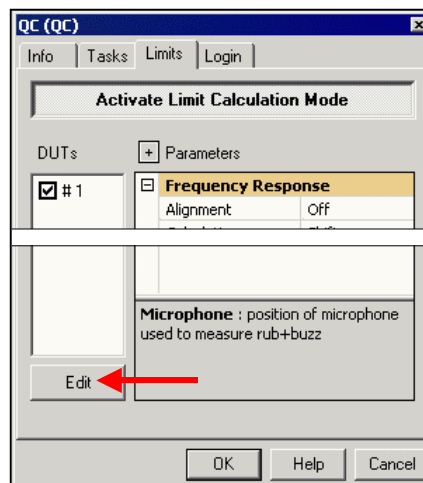 QC (QC)
Info Tasks Limits Login
Activate Limit Calculation Mode
DUTs + Parameters
# 1
Frequency Response
Alignment Off
Microphone : position of microphone
used to measure rub+buzz
Edit
OK Help Cancel